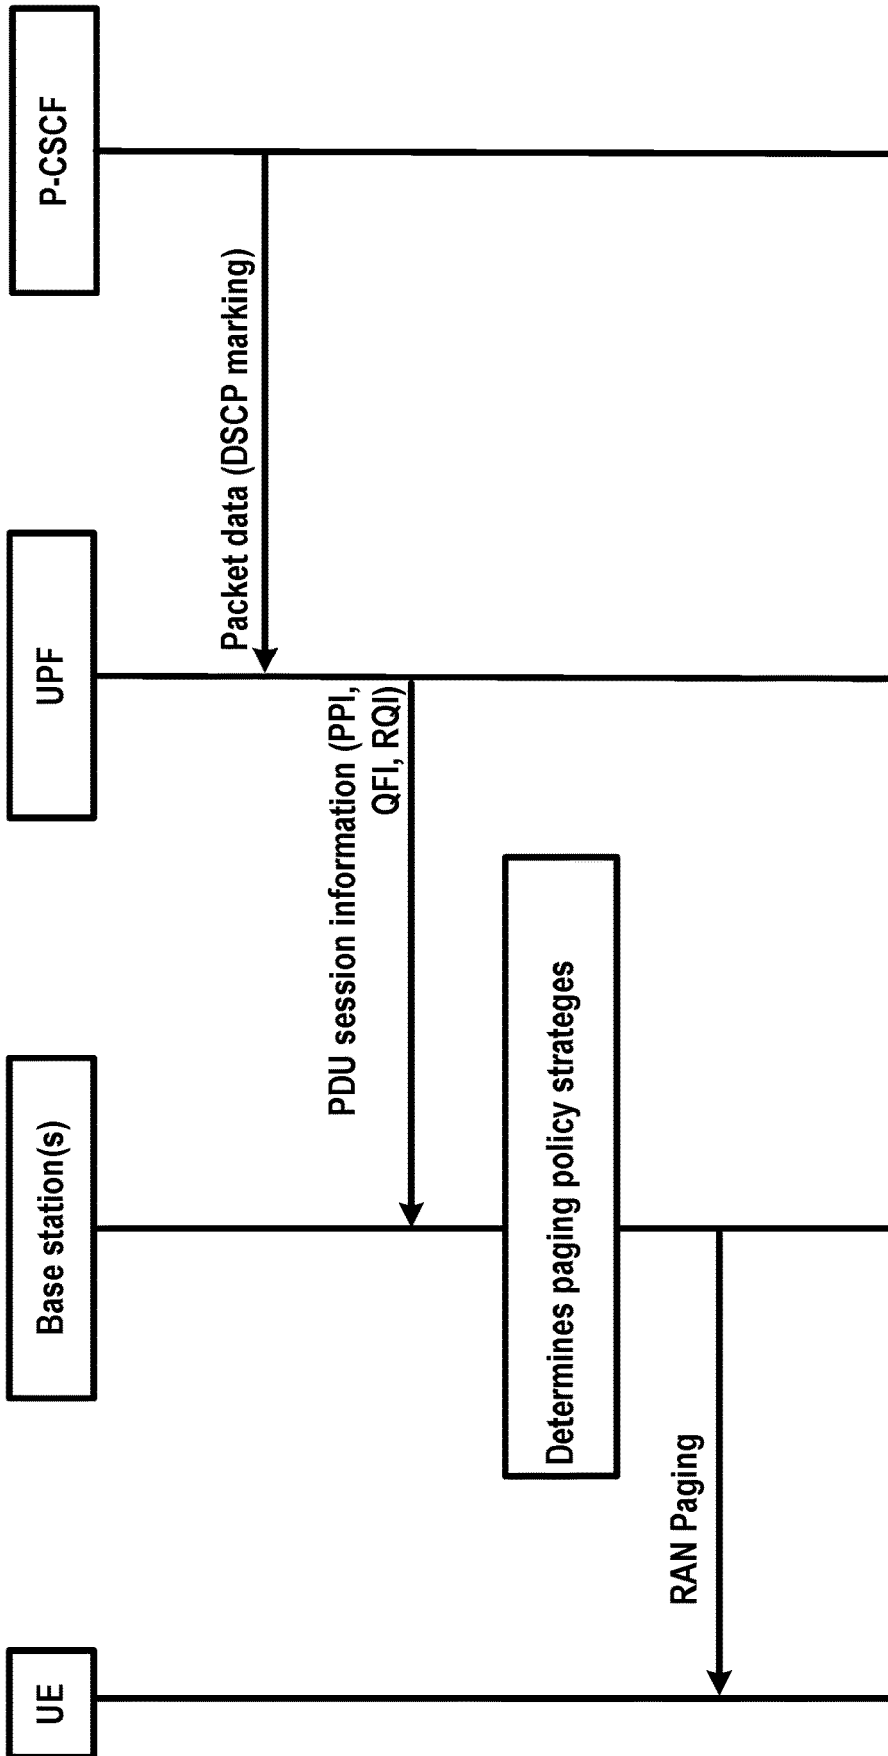 UE
Base station(s)
UPF
P-CSCF
Packet data (DSCP marking)
PDU session information (PPI,
QFI, RQI)
Determines paging policy strateges
RAN Paging